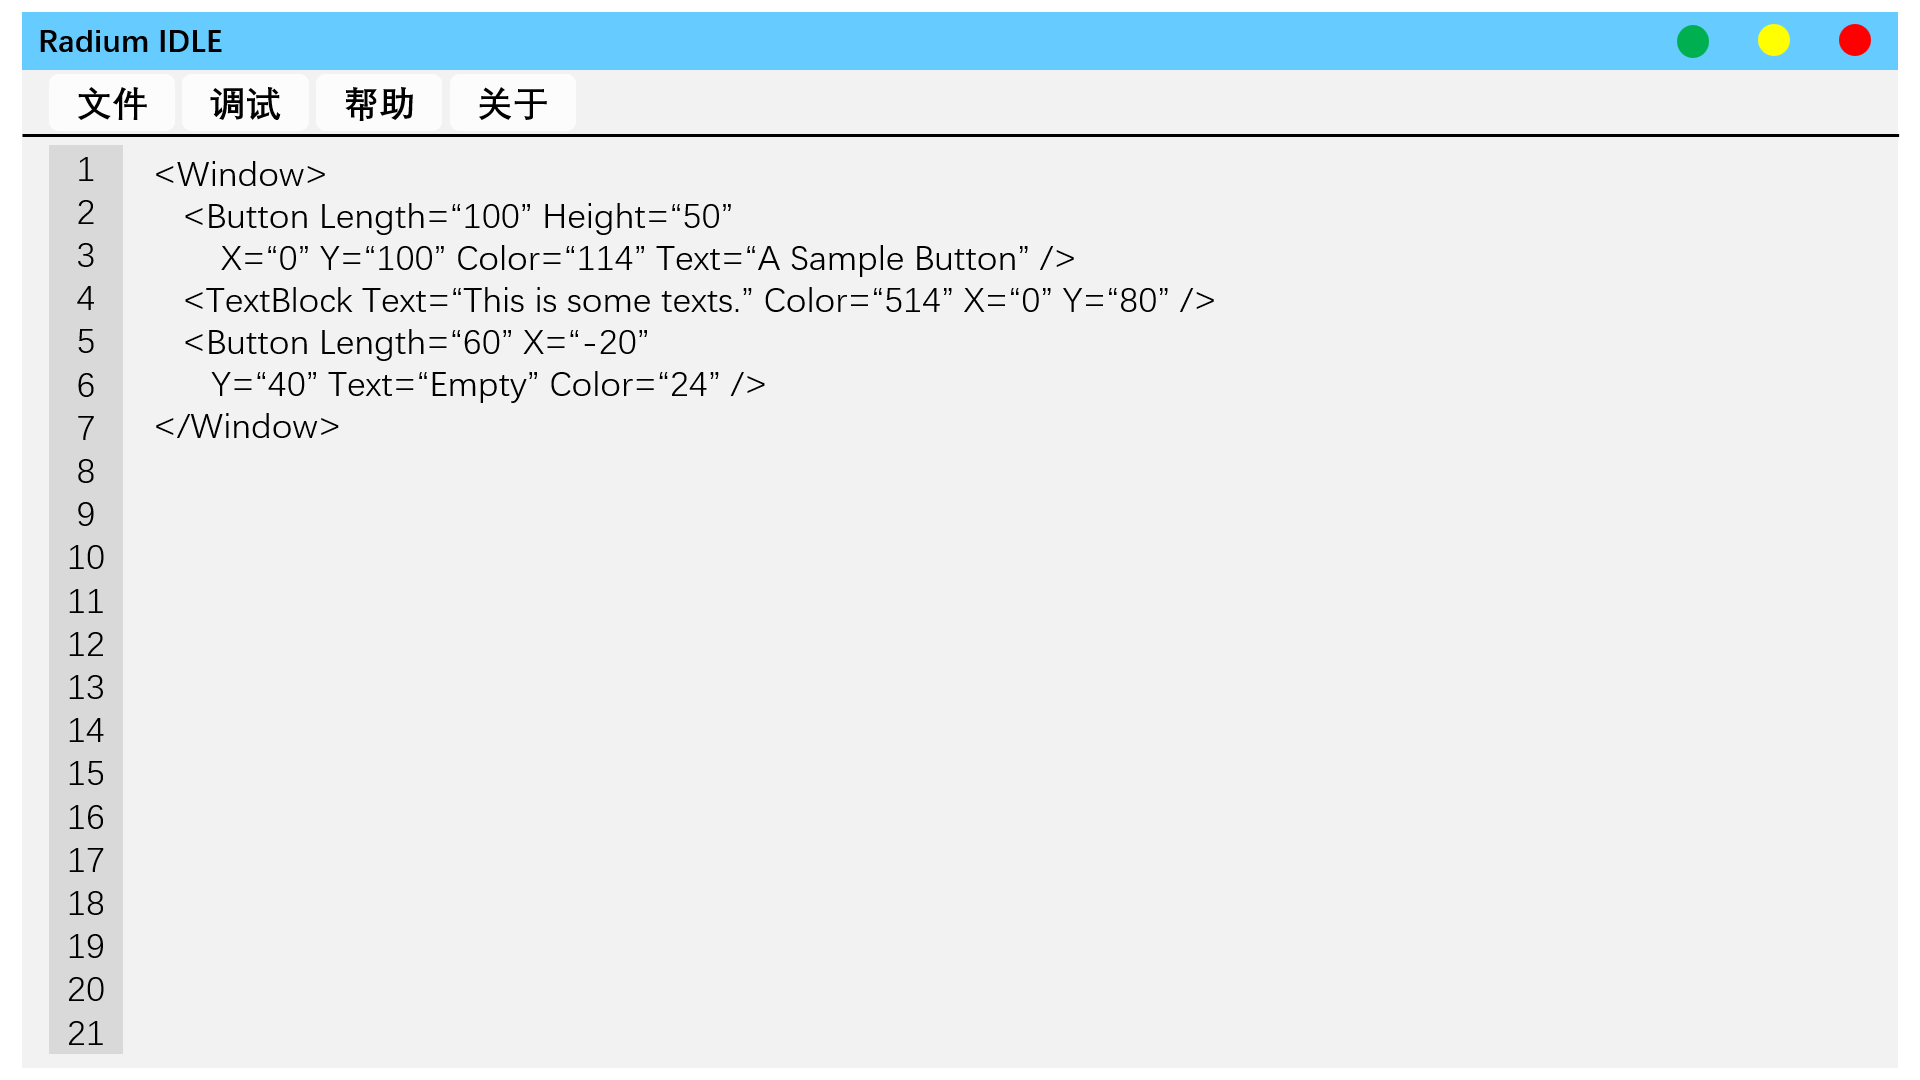 Radium IDLE
文件 调试 帮助 关于
1 <Window>
2 <Button Length=“100” Height=“50”
3 X=“0” Y=“100” Color=“114” Text=“A Sample Button” />
4 <TextBlock Text=“This is some texts.” Color=“514” X=“0” Y=“80” />
5 <Button Length=“60” X=“-20”
6 Y=“40” Text=“Empty” Color=“24” />
7 </Window>
8
9
10
11
12
13
14
15
16
17
18
19
20
21